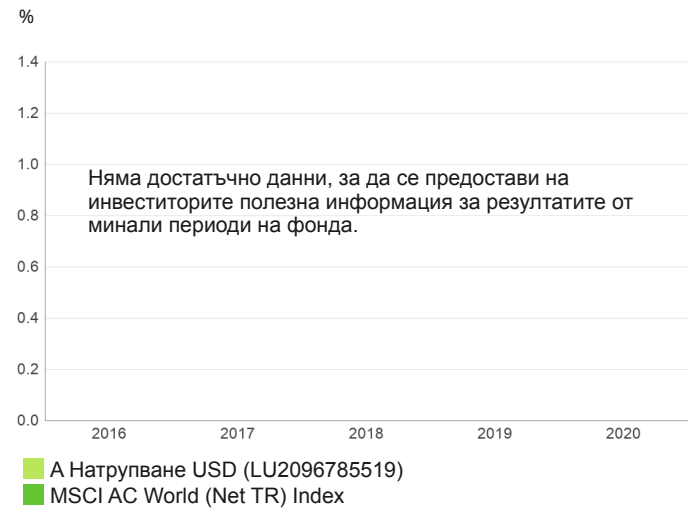 %
1.4
1.2
1.0
Няма достатъчно данни, за да се предостави на
инвеститорите полезна информация за резултатите от
0.8
минали периоди на фонда.
0.6
0.4
0.2
0.0
2016 2017 2018 2019 2020
А Натрупване USD (LU2096785519)
MSCI AC World (Net TR) Index